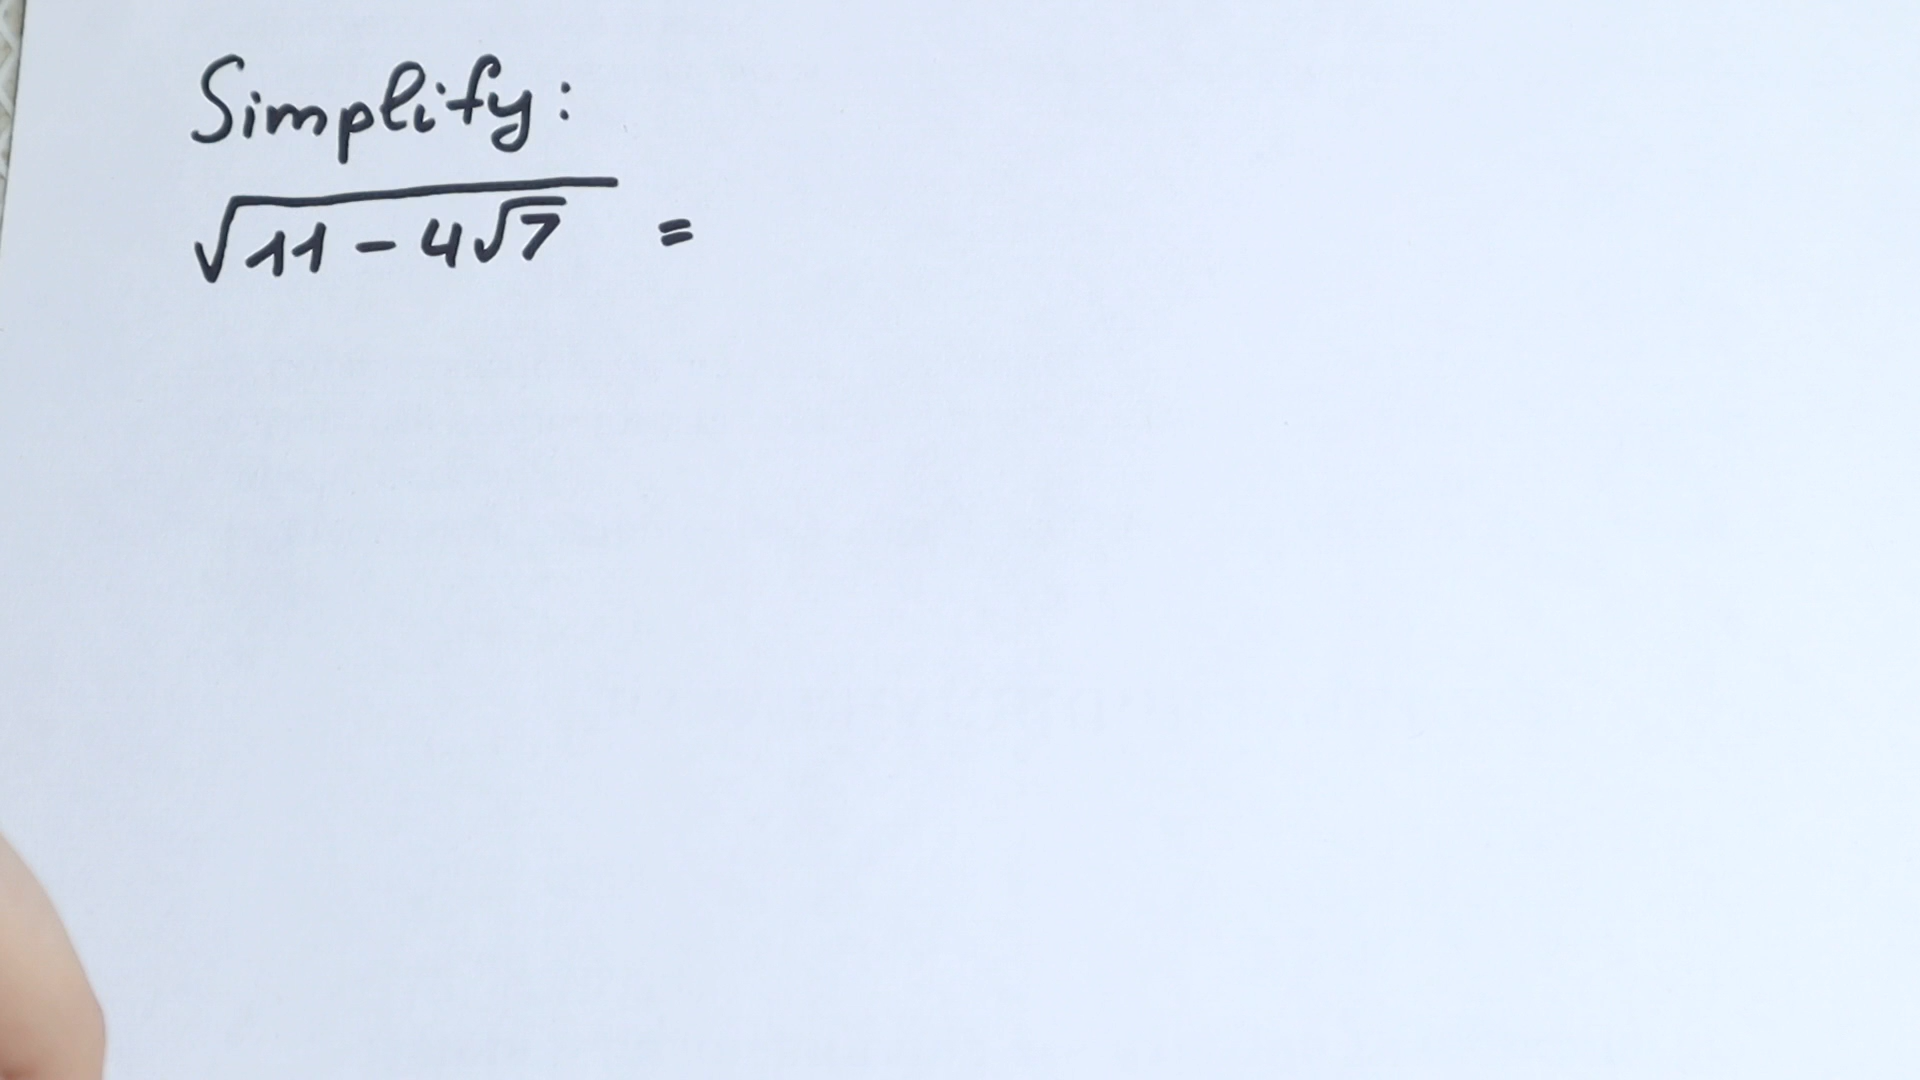 Simplify:
√(11 - 4√7) =